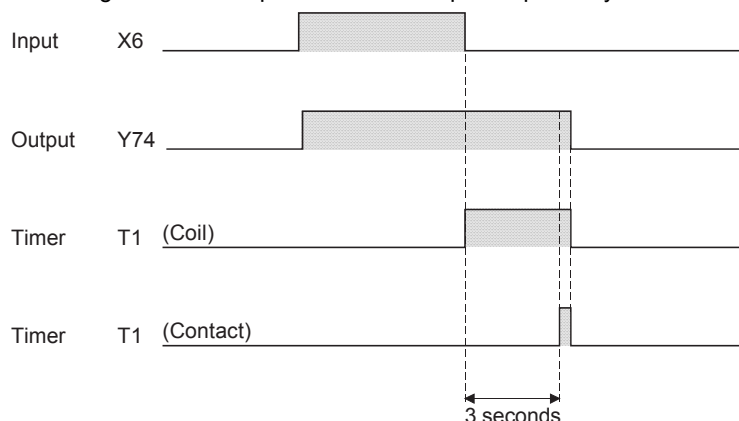 Input X6
Output Y74
Timer T1 (Coil)
Timer T1 (Contact)
3 seconds